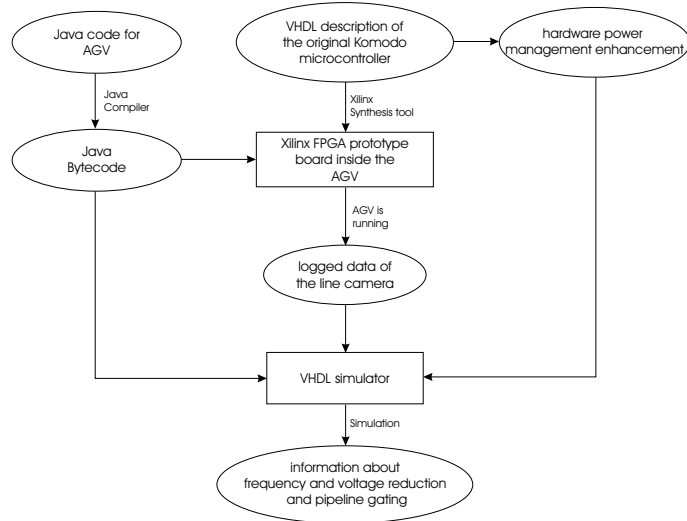 Java code for
AGV
VHDL description of
the original Komodo
microcontroller
hardware power
management enhancement
Java
Compiler
Xilinx
Synthesis tool
Java
Bytecode
Xilinx FPGA prototype
board inside the
AGV
AGV is
running
logged data of
the line camera
VHDL simulator
Simulation
information about
frequency and voltage reduction
and pipeline gating